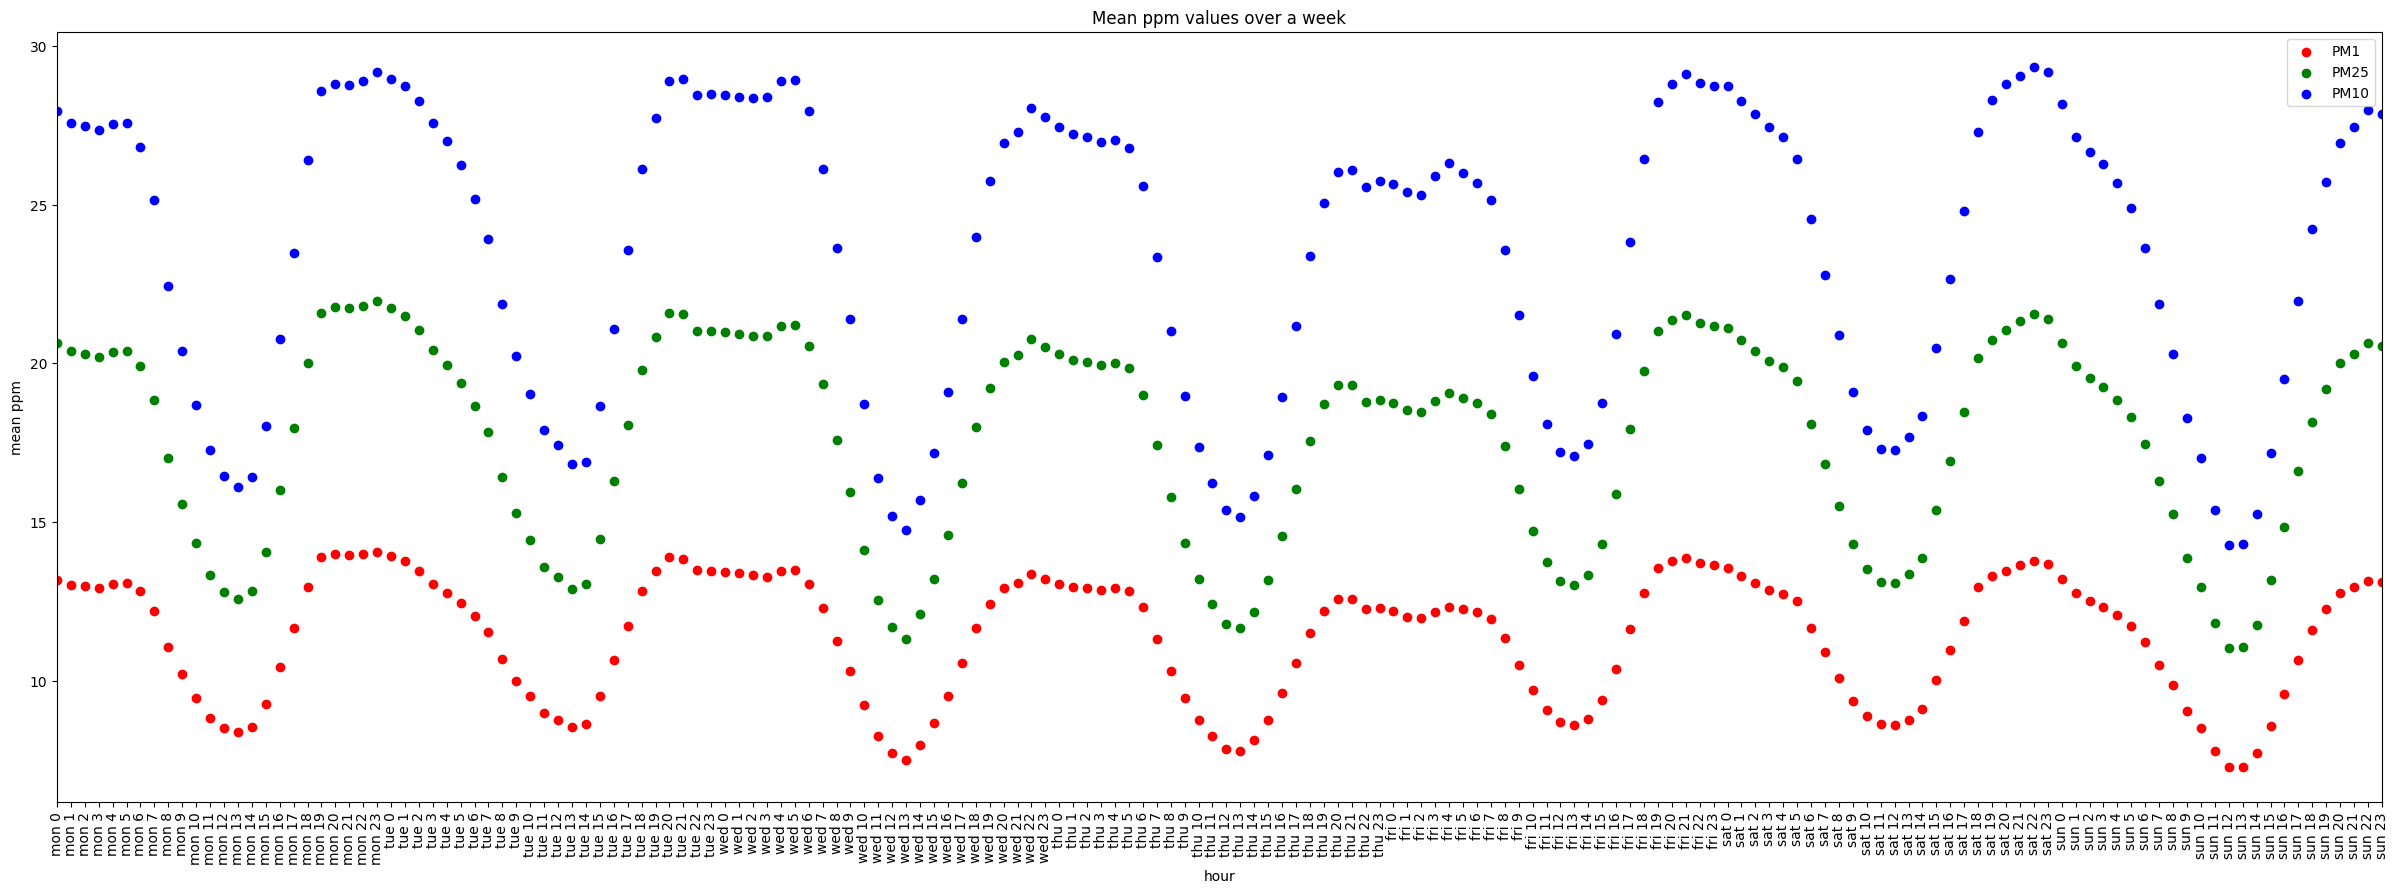 Mean ppm values over a week
PM1
PM25
PM10
30
25
20
15
10
mean ppm
mon 0
mon 1
mon 2
mon 3
mon 4
mon 5
mon 6
mon 7
mon 8
mon 9
mon 10
mon 11
mon 12
mon 13
mon 14
mon 15
mon 16
mon 17
mon 18
mon 19
mon 20
mon 21
mon 22
mon 23
tue 0
tue 1
tue 2
tue 3
tue 4
tue 5
tue 6
tue 7
tue 8
tue 9
tue 10
tue 11
tue 12
tue 13
tue 14
tue 15
tue 16
tue 17
tue 18
tue 19
tue 20
tue 21
tue 22
tue 23
wed 0
wed 1
wed 2
wed 3
wed 4
wed 5
wed 6
wed 7
wed 8
wed 9
wed 10
wed 11
wed 12
wed 13
wed 14
wed 15
wed 16
wed 17
wed 18
wed 19
wed 20
wed 21
wed 22
wed 23
thu 0
thu 1
thu 2
thu 3
thu 4
thu 5
thu 6
thu 7
thu 8
thu 9
thu 10
thu 11
thu 12
thu 13
thu 14
thu 15
thu 16
thu 17
thu 18
thu 19
thu 20
thu 21
thu 22
thu 23
fri 0
fri 1
fri 2
fri 3
fri 4
fri 5
fri 6
fri 7
fri 8
fri 9
fri 10
fri 11
fri 12
fri 13
fri 14
fri 15
fri 16
fri 17
fri 18
fri 19
fri 20
fri 21
fri 22
fri 23
sat 0
sat 1
sat 2
sat 3
sat 4
sat 5
sat 6
sat 7
sat 8
sat 9
sat 10
sat 11
sat 12
sat 13
sat 14
sat 15
sat 16
sat 17
sat 18
sat 19
sat 20
sat 21
sat 22
sat 23
sun 0
sun 1
sun 2
sun 3
sun 4
sun 5
sun 6
sun 7
sun 8
sun 9
sun 10
sun 11
sun 12
sun 13
sun 14
sun 15
sun 16
sun 17
sun 18
sun 19
sun 20
sun 21
sun 22
sun 23
hour